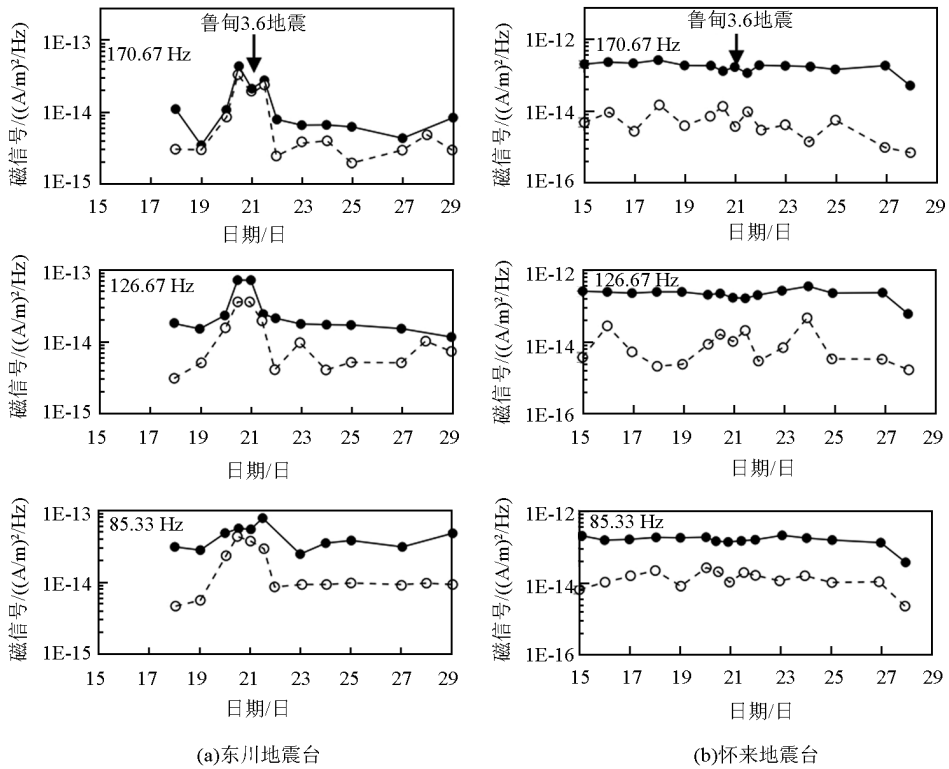 鲁甸3.6地震
1E-13
170.67 Hz
1E-14
1E-15
磁信号/((A/m)²/Hz)
15 17 19 21 23 25 27 29
日期/日
鲁甸3.6地震
1E-12
170.67 Hz
1E-14
1E-16
磁信号/((A/m)²/Hz)
15 17 19 21 23 25 27 29
日期/日
1E-13
126.67 Hz
1E-14
1E-15
磁信号/((A/m)²/Hz)
15 17 19 21 23 25 27 29
日期/日
1E-12
126.67 Hz
1E-14
1E-16
磁信号/((A/m)²/Hz)
15 17 19 21 23 25 27 29
日期/日
1E-13
85.33 Hz
1E-14
1E-15
磁信号/((A/m)²/Hz)
15 17 19 21 23 25 27 29
日期/日
1E-12
85.33 Hz
1E-14
1E-16
磁信号/((A/m)²/Hz)
15 17 19 21 23 25 27 29
日期/日
(a)东川地震台
(b)怀来地震台